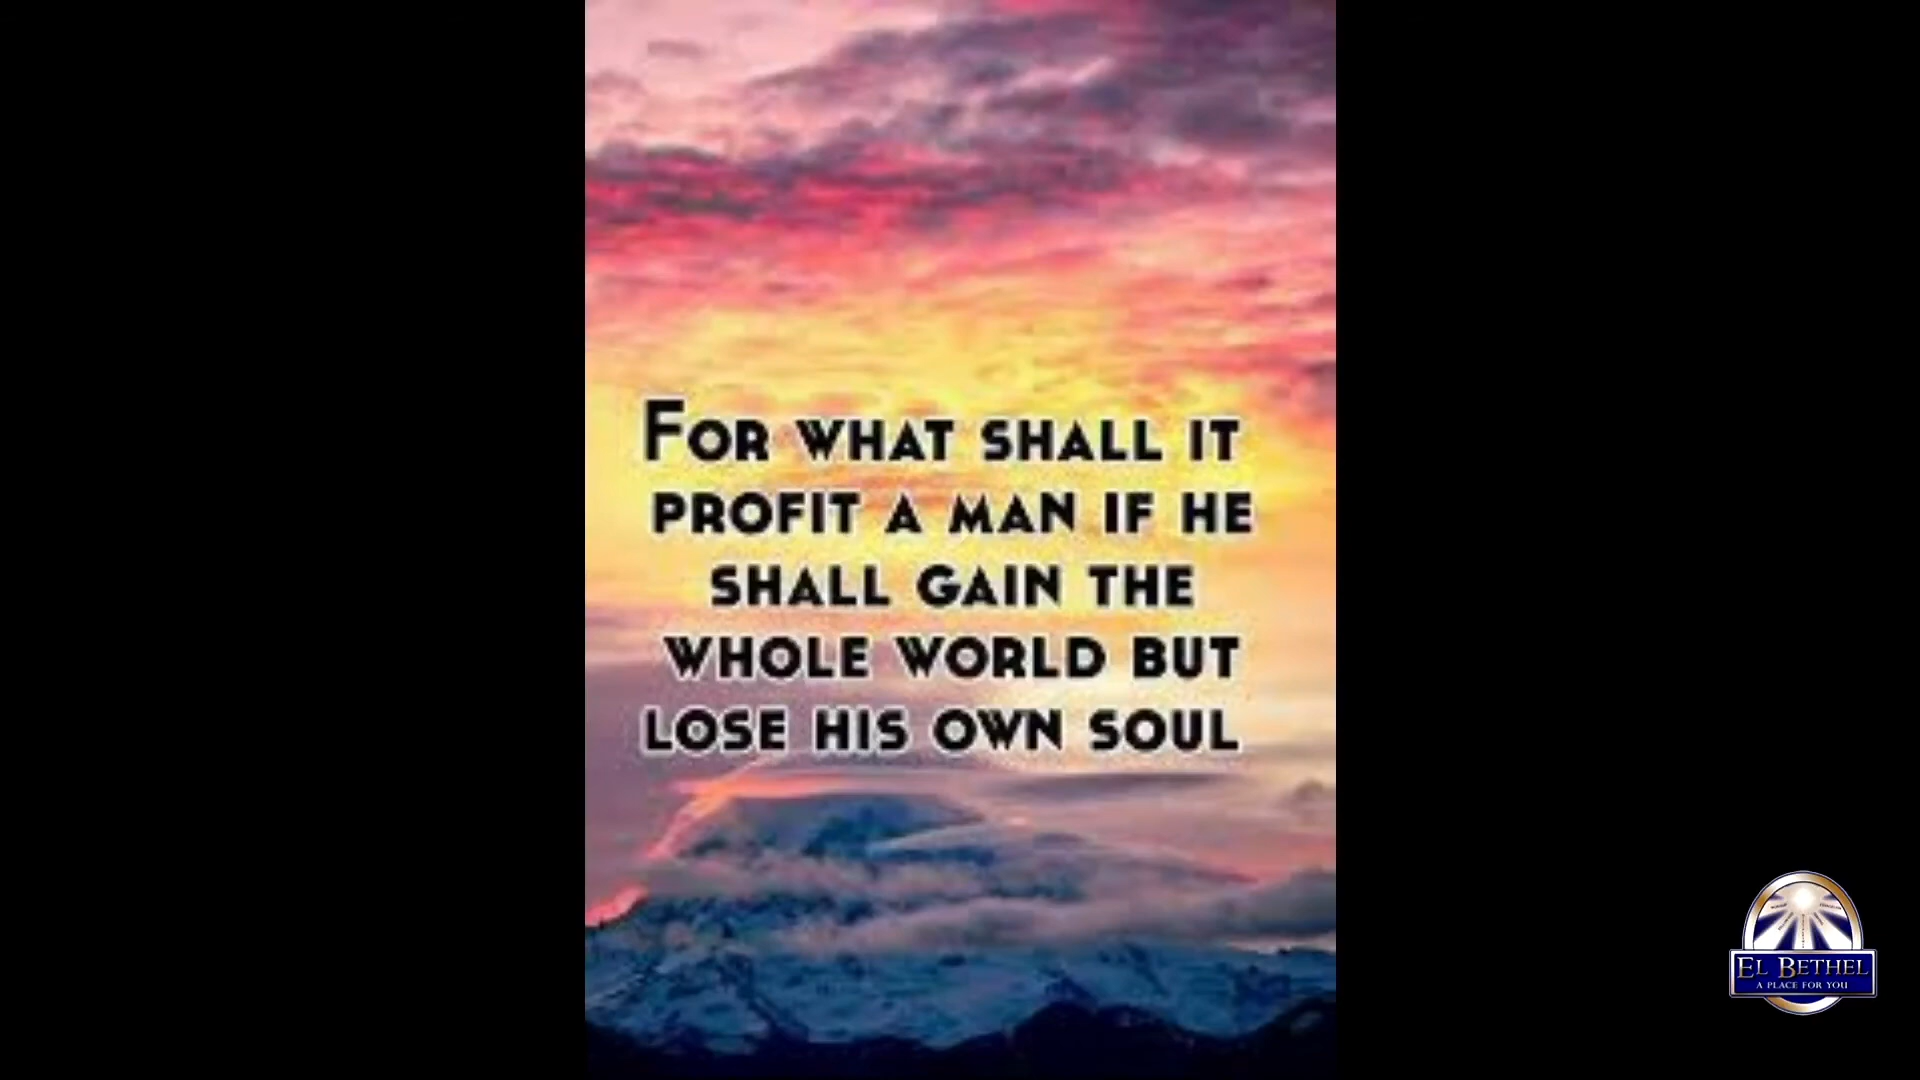 For what shall it
profit a man if he
shall gain the
whole world but
lose his own soul
El Bethel
A PLACE FOR YOU